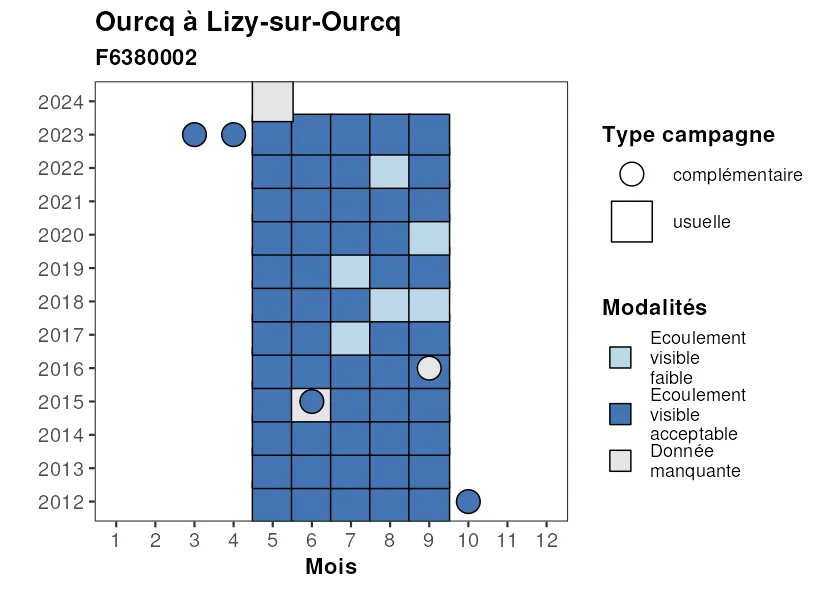 Ourcq à Lizy-sur-Ourcq
F6380002
2024
2023
2022
2021
2020
2019
2018
2017
2016
2015
2014
2013
2012
1 2 3 4 5 6 7 8 9 10 11 12
Mois
Type campagne
complémentaire
usuelle
Modalités
Ecoulement
visible
faible
Ecoulement
visible
acceptable
Donnée
manquante